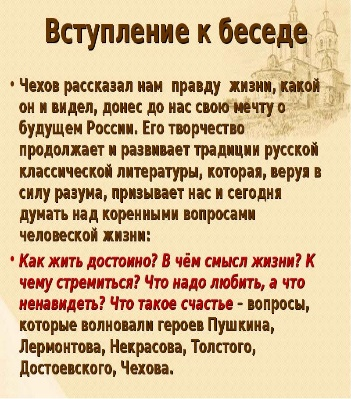 Вступление к беседе
• Чехов рассказал нам правду жизни, какой
он и видел, донес до нас свою мечту о
будущем России. Его творчество
продолжает и развивает традиции русской
классической литературы, которая, веруя в
силу разума, призывает нас и сегодня
думать над коренными вопросами
человеской жизни:
• Как жить достоино? В чём смысл жизни? К
чему стремиться? Что надо любить, а что
ненавидеть? Что такое счастье – вопросы,
которые волновали героев Пушкина,
Лермонтова, Некрасова, Толстого,
Достоевского, Чехова.